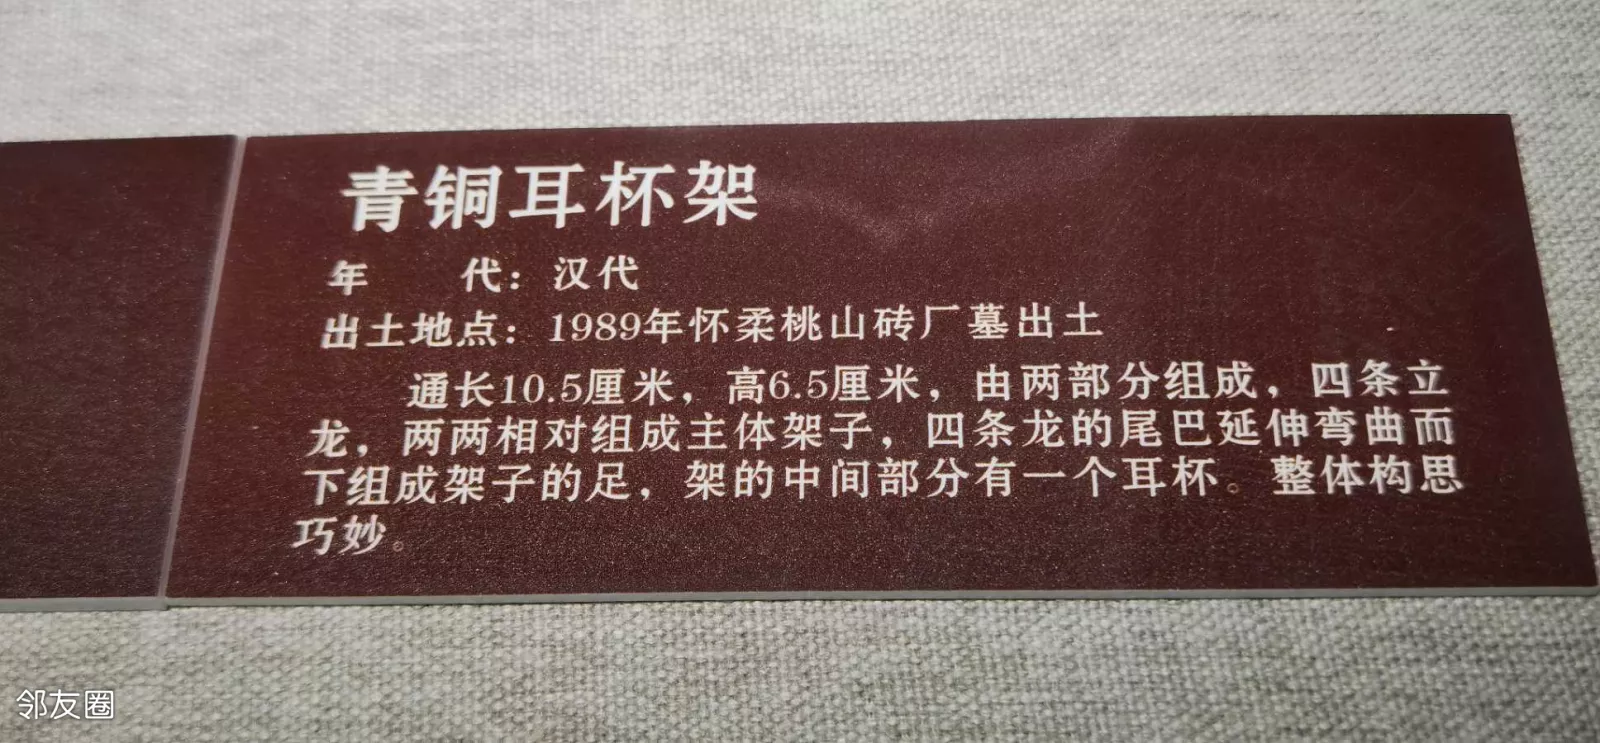 青铜耳杯架
年　　代：汉代
出土地点：1989年怀柔桃山砖厂墓出土
通长10.5厘米，高6.5厘米，由两部分组成，四条立
龙，两两相对组成主体架子，四条龙的尾巴延伸弯曲而
下组成架子的足，架的中间部分有一个耳杯。整体构思
巧妙。
邻友圈